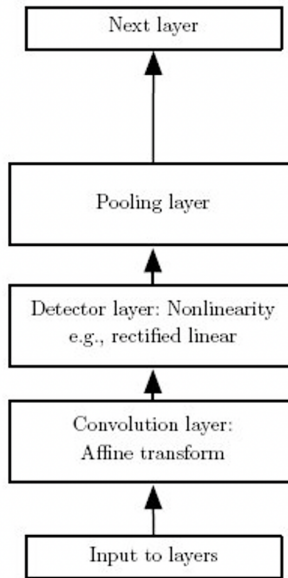 Next layer
Pooling layer
Detector layer: Nonlinearity
e.g., rectified linear
Convolution layer:
Affine transform
Input to layers